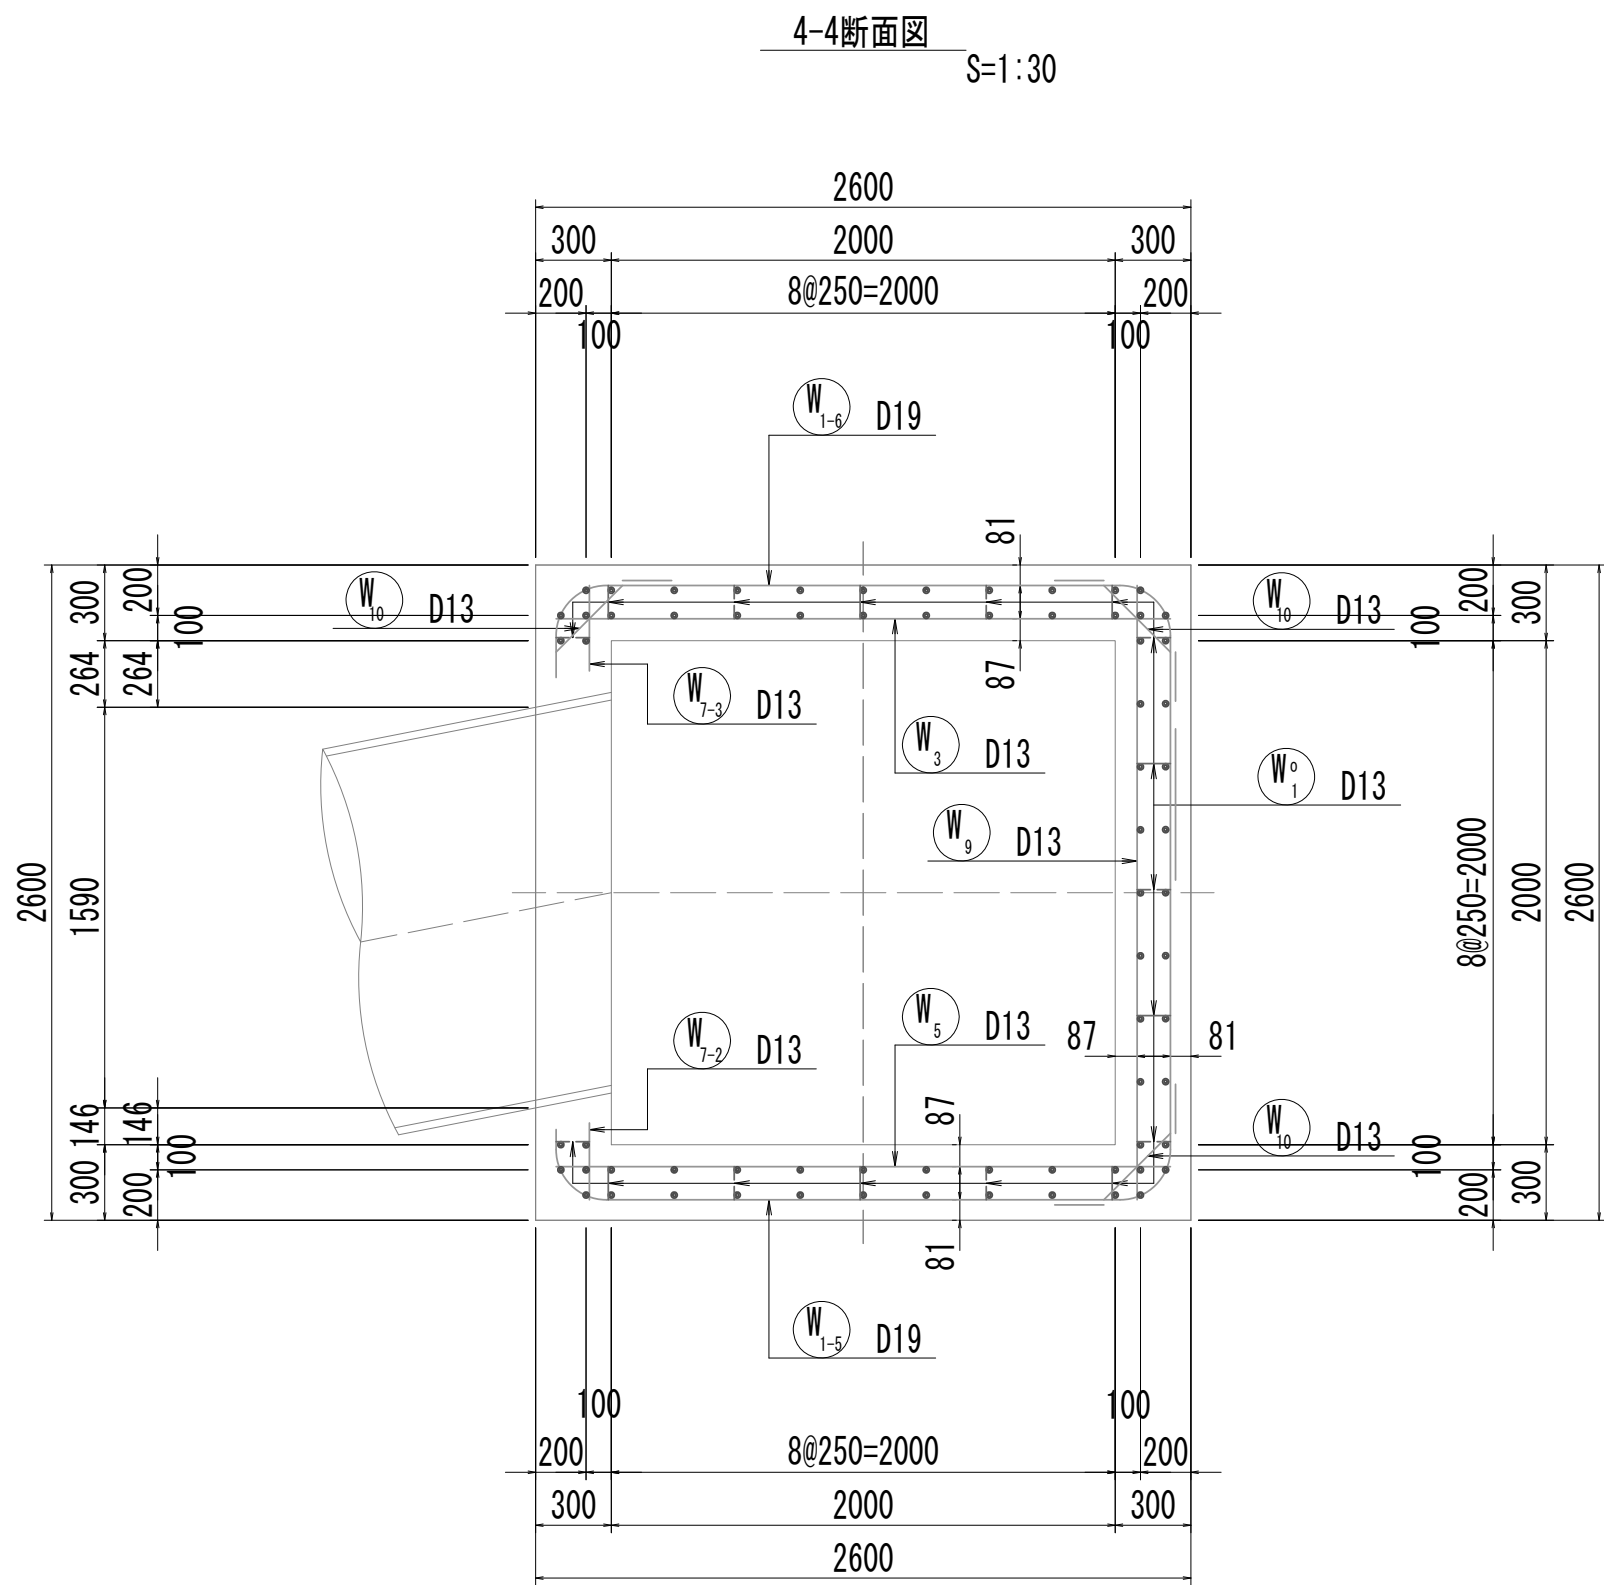 4-4断面図
S=1:30
2600
300 2000 300
200 8@250=2000 200
100 100
W1-6 D19
81
W10 D13
W10 D13
300 200 100
264 264
200 100 300
87
W7-3 D13
W3 D13
W°1 D13
W9 D13
2600 1590
8@250=2000 2000 2600
W5 D13
W7-2 D13
87 81
87
146 146
W10 D13
100 300 200
100 200 300
81
W1-5 D19
100 100
200 8@250=2000 200
300 2000 300
2600